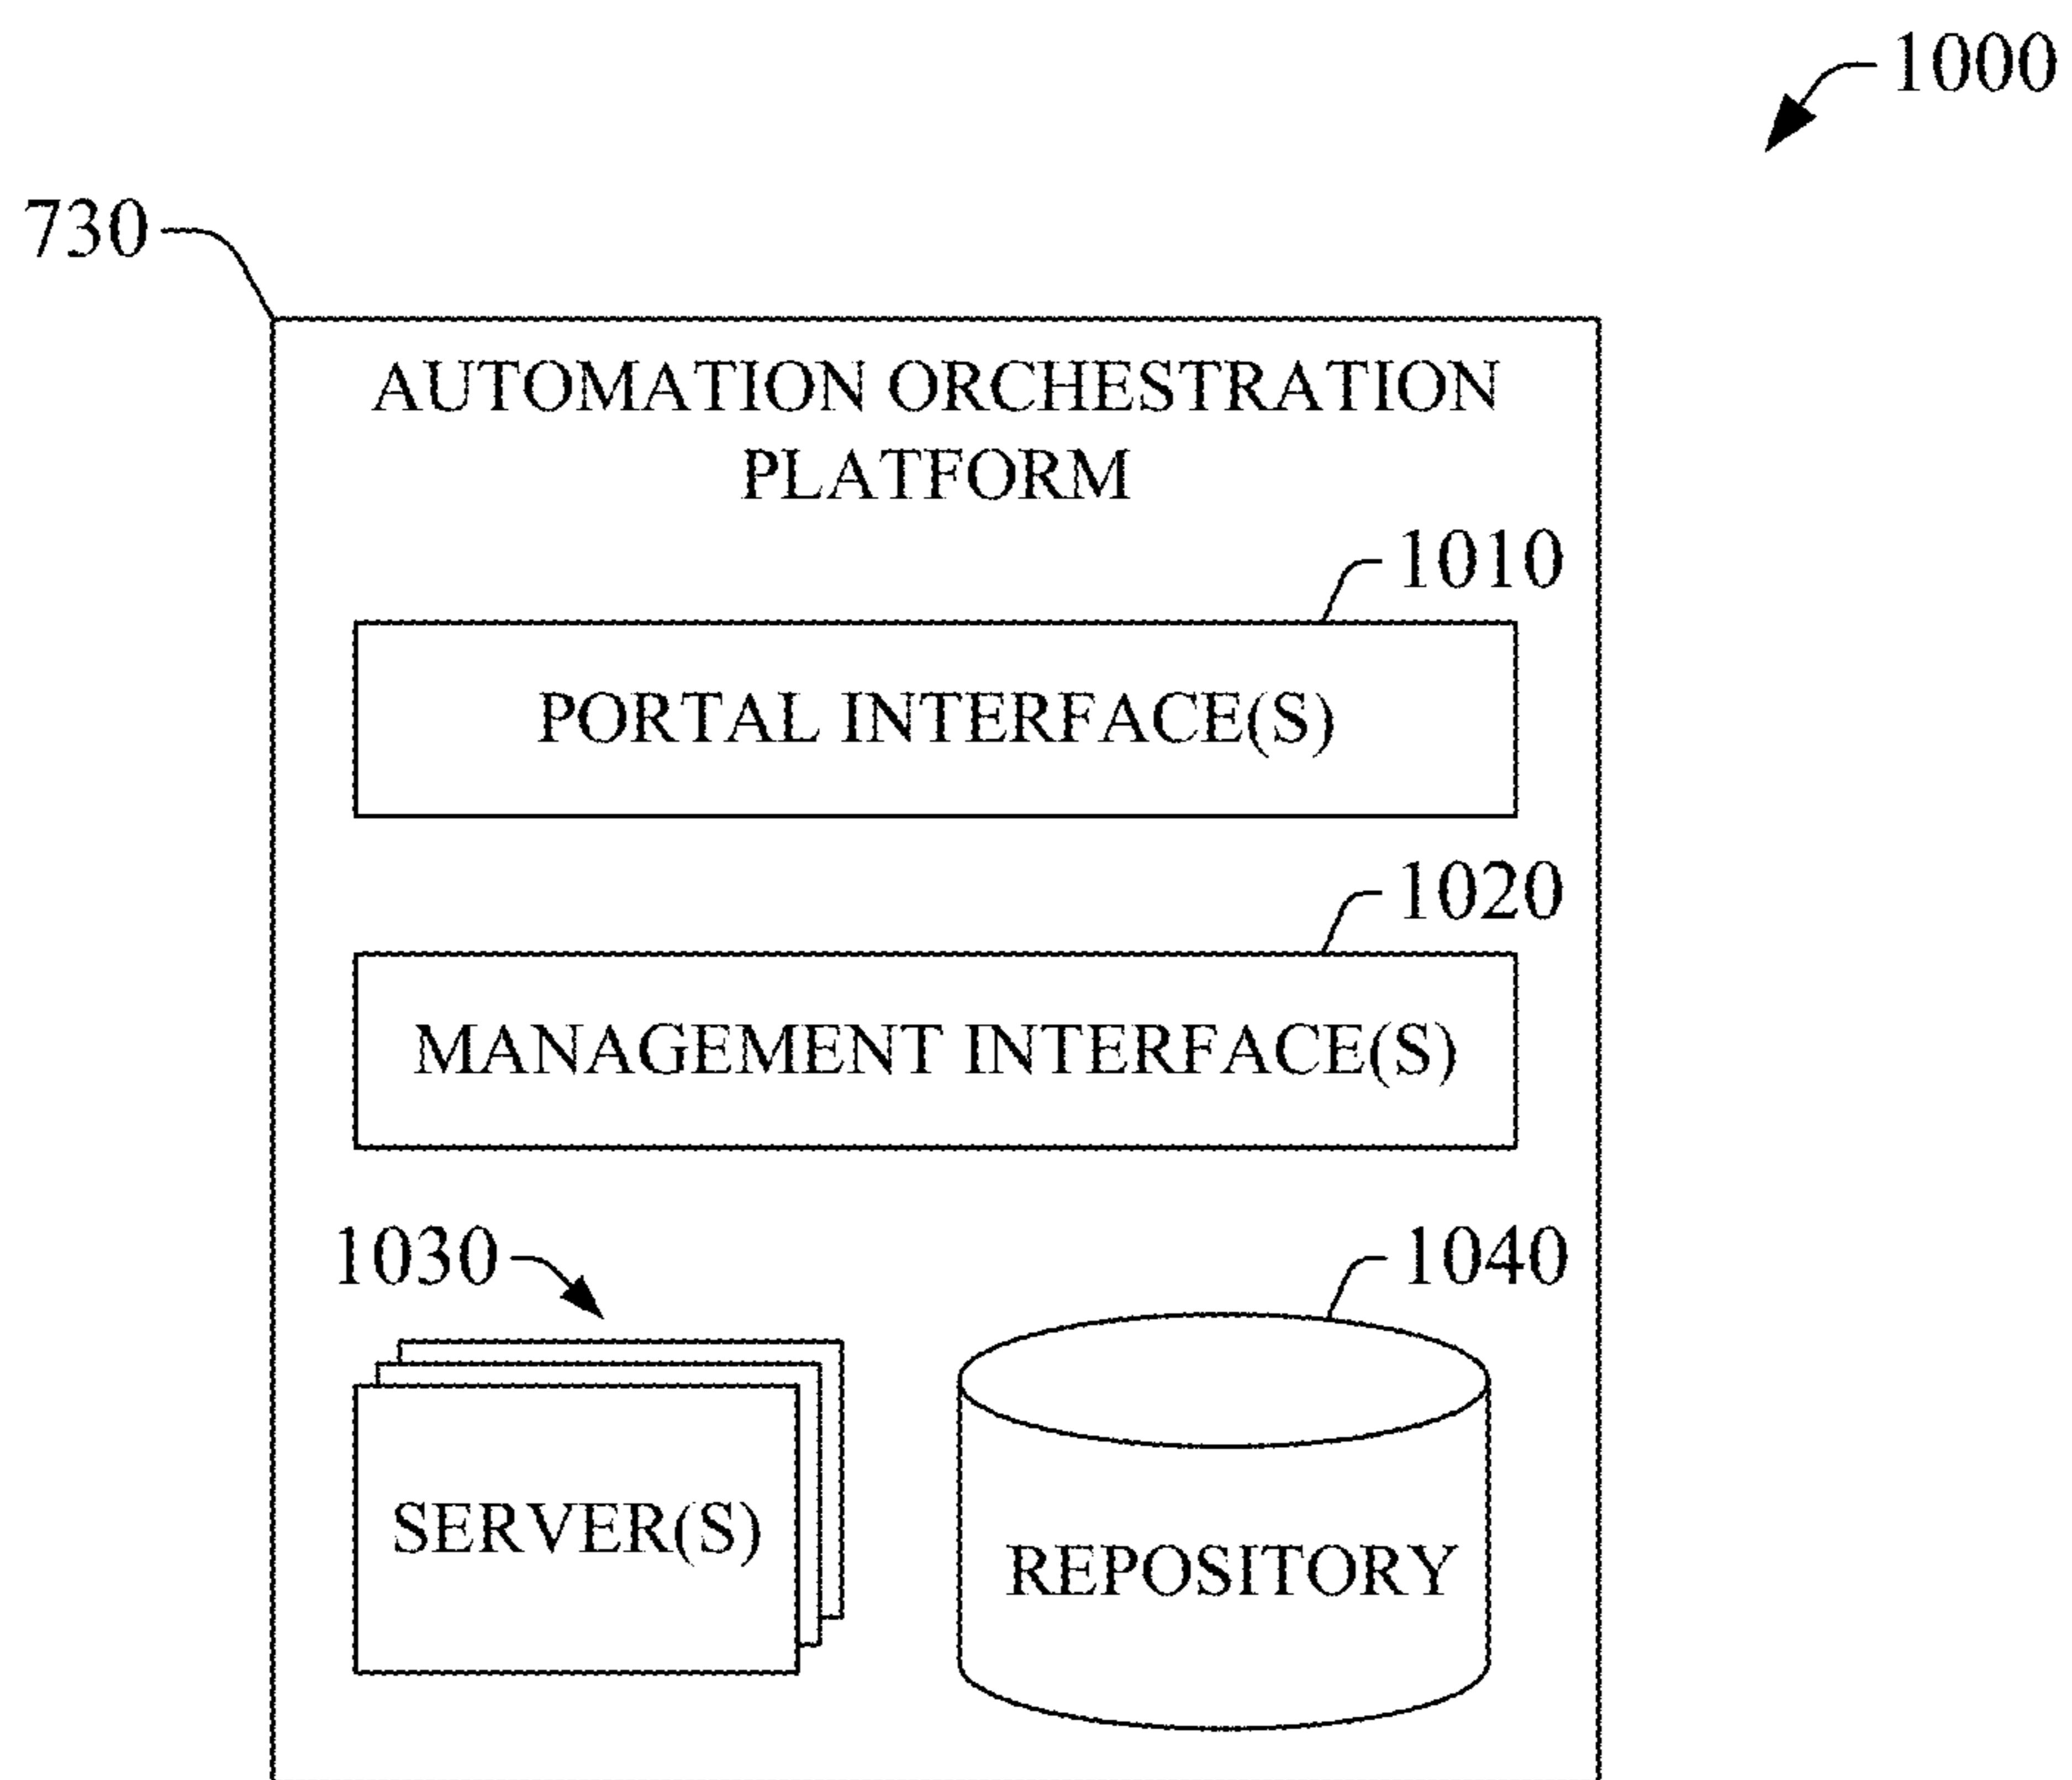 1000
730
AUTOMATION ORCHESTRATION
PLATFORM
1010
PORTAL INTERFACE(S)
1020
MANAGEMENT INTERFACE(S)
1030
1040
SERVER(S)
REPOSITORY